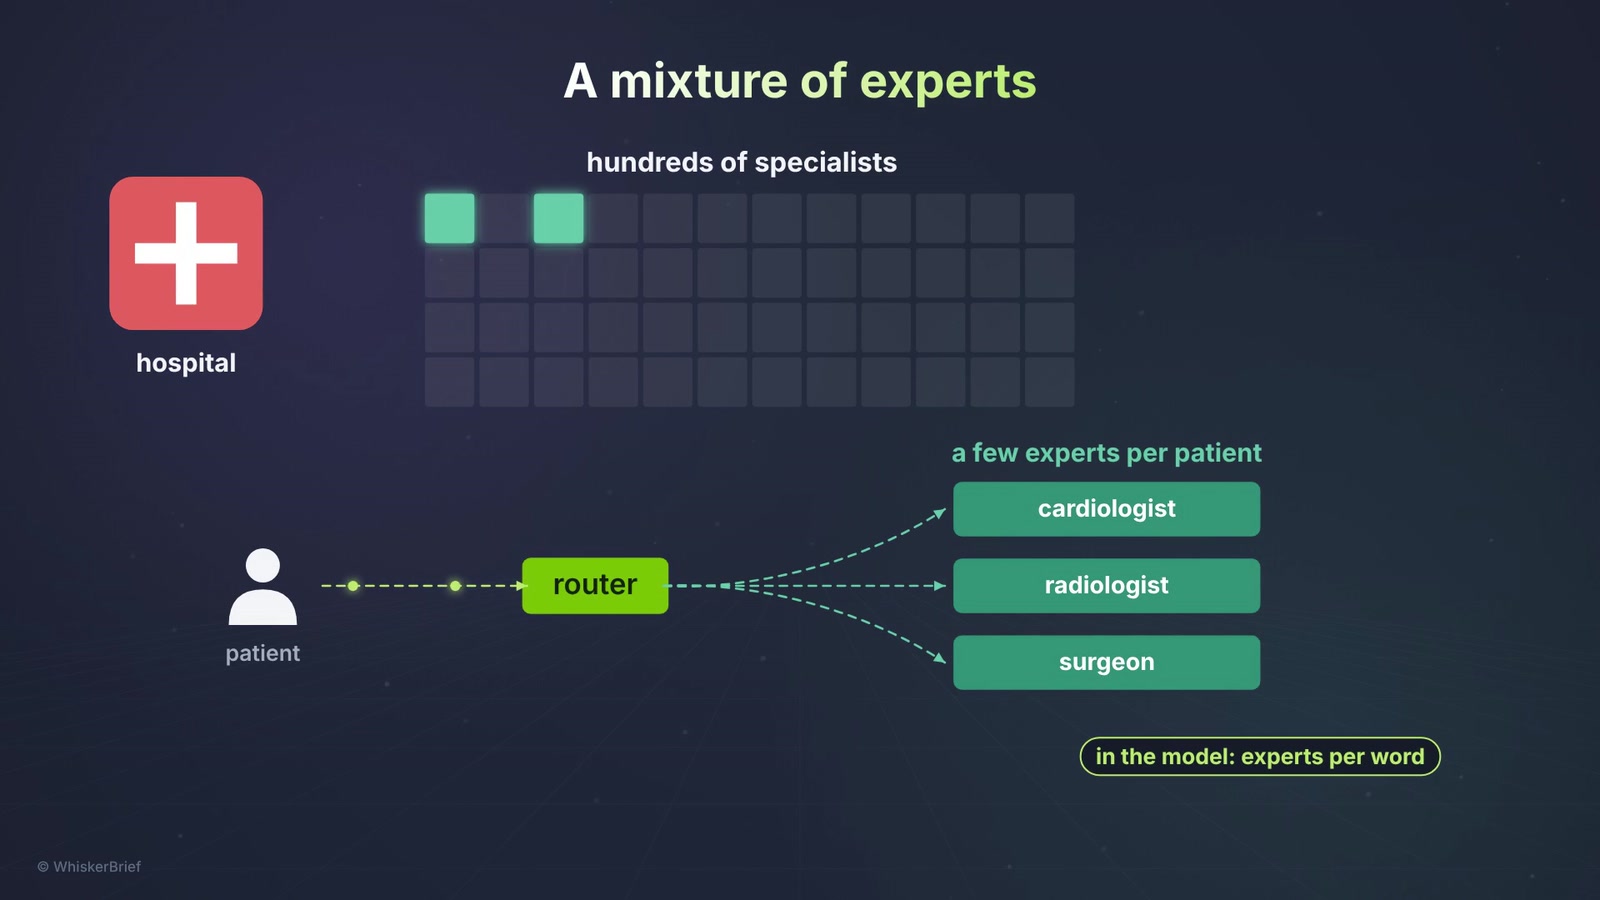 A mixture of experts
hundreds of specialists
hospital
a few experts per patient
cardiologist
router
radiologist
surgeon
patient
in the model: experts per word
© WhiskerBrief